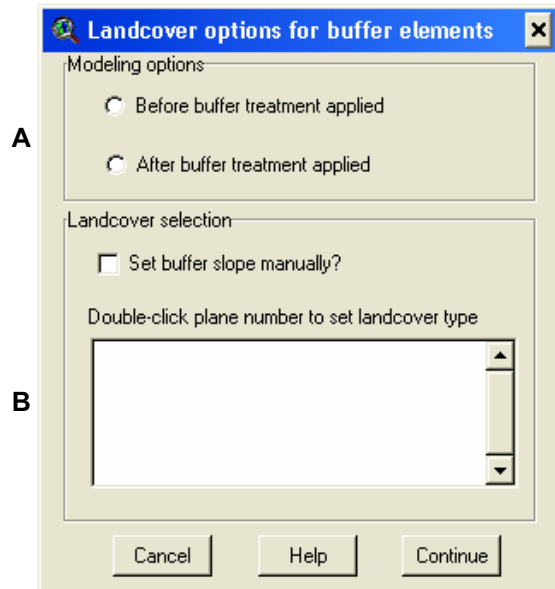 Landcover options for buffer elements
Modeling options
Before buffer treatment applied
A
After buffer treatment applied
Landcover selection
Set buffer slope manually?
Double-click plane number to set landcover type
B
Cancel Help Continue